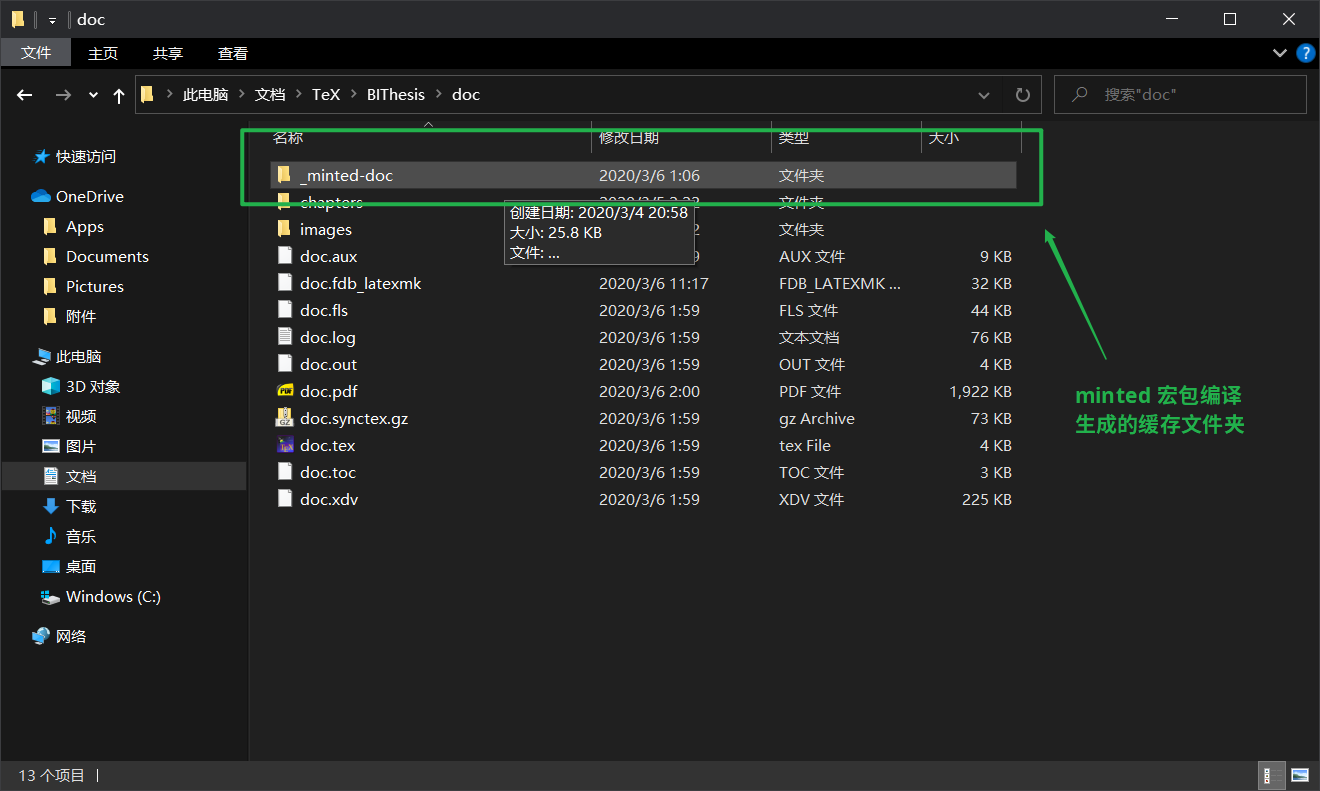 doc
文件 主页 共享 查看
此电脑 文档 TeX BIThesis doc 搜索"doc"
名称 修改日期 类型 大小
快速访问
OneDrive
Apps
Documents
Pictures
附件
此电脑
3D 对象
视频
图片
文档
下载
音乐
桌面
Windows (C:)
网络
_minted-doc 2020/3/6 1:06 文件夹
chapters 文件夹
创建日期: 2020/3/4 20:58
大小: 25.8 KB
文件: ...
images 文件夹
doc.aux AUX 文件 9 KB
doc.fdb_latexmk 2020/3/6 11:17 FDB_LATEXMK ... 32 KB
doc.fls 2020/3/6 1:59 FLS 文件 44 KB
doc.log 2020/3/6 1:59 文本文档 76 KB
doc.out 2020/3/6 1:59 OUT 文件 4 KB
doc.pdf 2020/3/6 2:00 PDF 文件 1,922 KB
doc.synctex.gz 2020/3/6 1:59 gz Archive 73 KB
doc.tex 2020/3/6 1:59 tex File 4 KB
doc.toc 2020/3/6 1:59 TOC 文件 3 KB
doc.xdv 2020/3/6 1:59 XDV 文件 225 KB
minted 宏包编译
生成的缓存文件夹
13 个项目